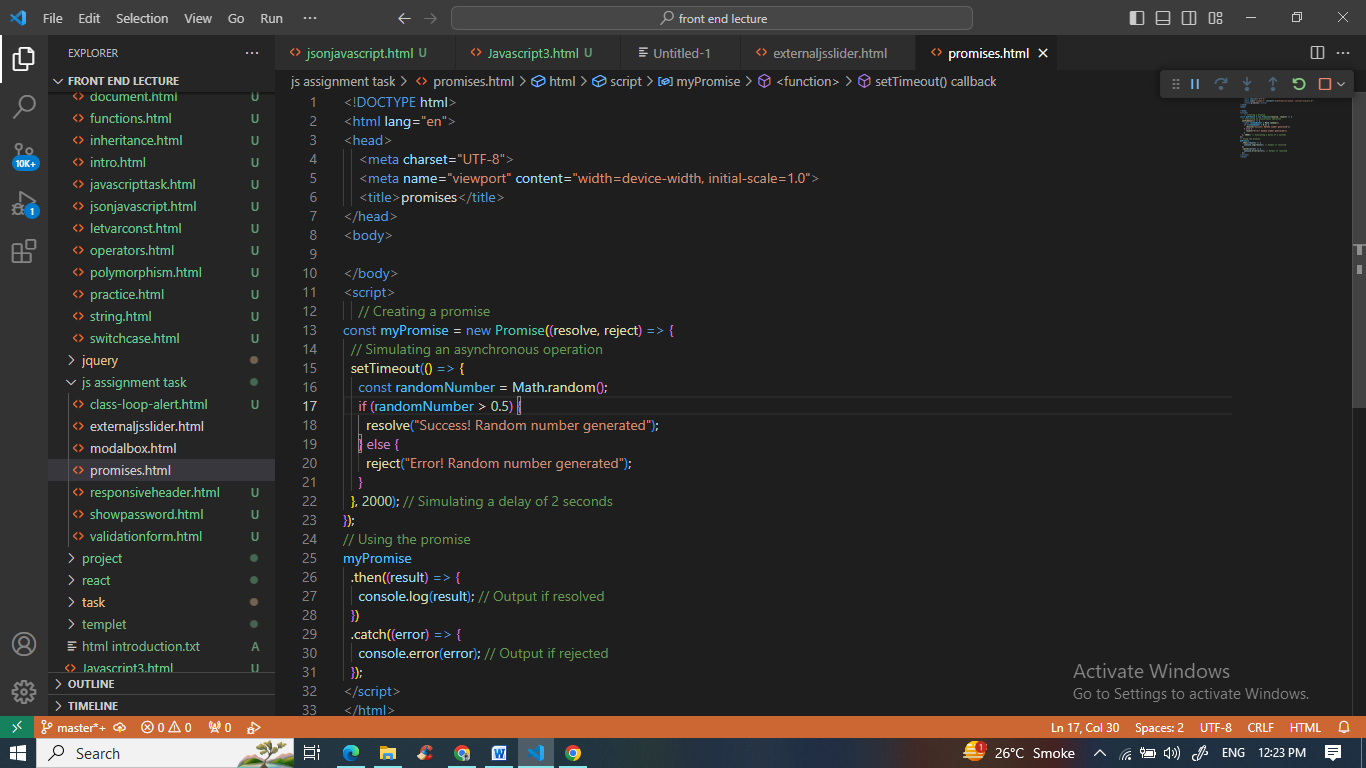 File Edit Selection View Go Run ··· front end lecture
EXPLORER ···
FRONT END LECTURE
document.html U
functions.html U
inheritance.html U
intro.html U
javascripttask.html U
jsonjavascript.html U
letvarconst.html U
operators.html U
polymorphism.html U
practice.html U
string.html U
switchcase.html U
jquery
js assignment task
class-loop-alert.html U
externaljsslider.html
modalbox.html
promises.html
responsiveheader.html U
showpassword.html U
validationform.html U
project
react
task
templet
html introduction.txt A
Javascript3.html U
OUTLINE
TIMELINE
10K+
1
jsonjavascript.html U Javascript3.html U Untitled-1 externaljsslider.html promises.html
js assignment task > promises.html > html > script > myPromise > <function> > setTimeout() callback
1 <!DOCTYPE html>
2 <html lang="en">
3 <head>
4 <meta charset="UTF-8">
5 <meta name="viewport" content="width=device-width, initial-scale=1.0">
6 <title>promises</title>
7 </head>
8 <body>
9
10 </body>
11 <script>
12 // Creating a promise
13 const myPromise = new Promise((resolve, reject) => {
14 // Simulating an asynchronous operation
15 setTimeout(() => {
16 const randomNumber = Math.random();
17 if (randomNumber > 0.5) {
18 resolve("Success! Random number generated");
19 } else {
20 reject("Error! Random number generated");
21 }
22 }, 2000); // Simulating a delay of 2 seconds
23 });
24 // Using the promise
25 myPromise
26 .then((result) => {
27 console.log(result); // Output if resolved
28 })
29 .catch((error) => {
30 console.error(error); // Output if rejected
31 });
32 </script>
33 </html>
Activate Windows
Go to Settings to activate Windows.
master*+ 0 0 0 Ln 17, Col 30 Spaces: 2 UTF-8 CRLF HTML
Search 1 26°C Smoke ENG 12:23 PM